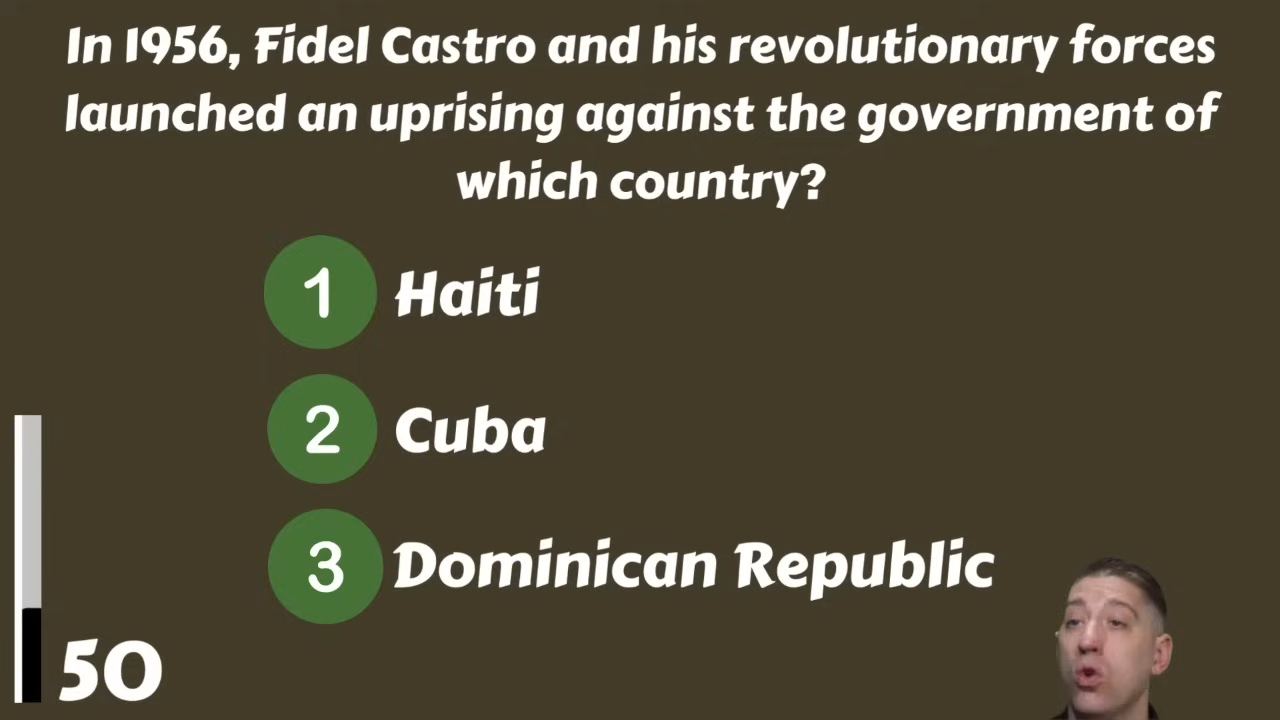 In 1956, Fidel Castro and his revolutionary forces
launched an uprising against the government of
which country?
1 Haiti
2 Cuba
3 Dominican Republic
50